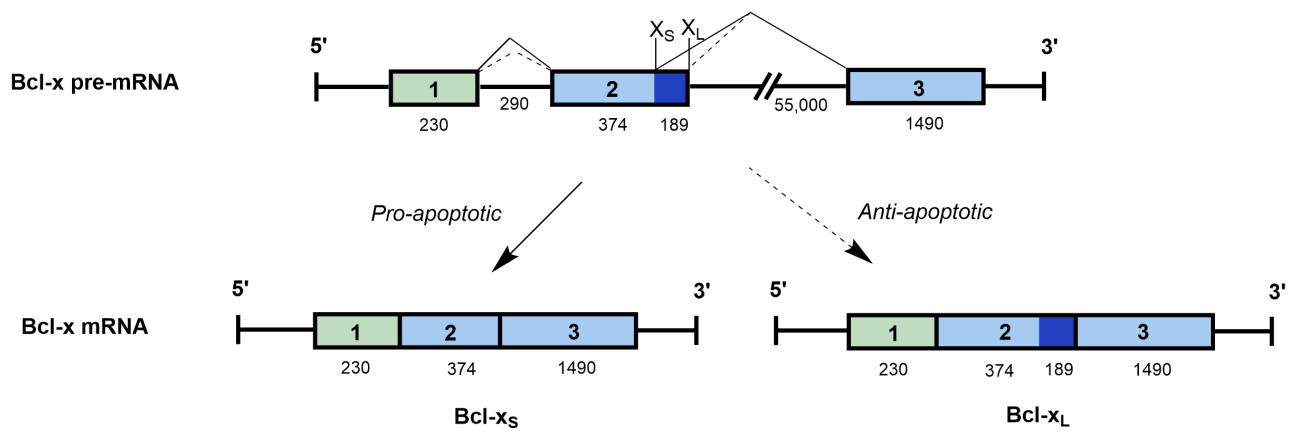 X_S X_L
5' 3'
Bcl-x pre-mRNA
1 2 3
290 55,000
230 374 189 1490
Pro-apoptotic Anti-apoptotic
5' 3' 5' 3'
Bcl-x mRNA
1 2 3 1 2 3
230 374 1490 230 374 189 1490
Bcl-x_S Bcl-x_L